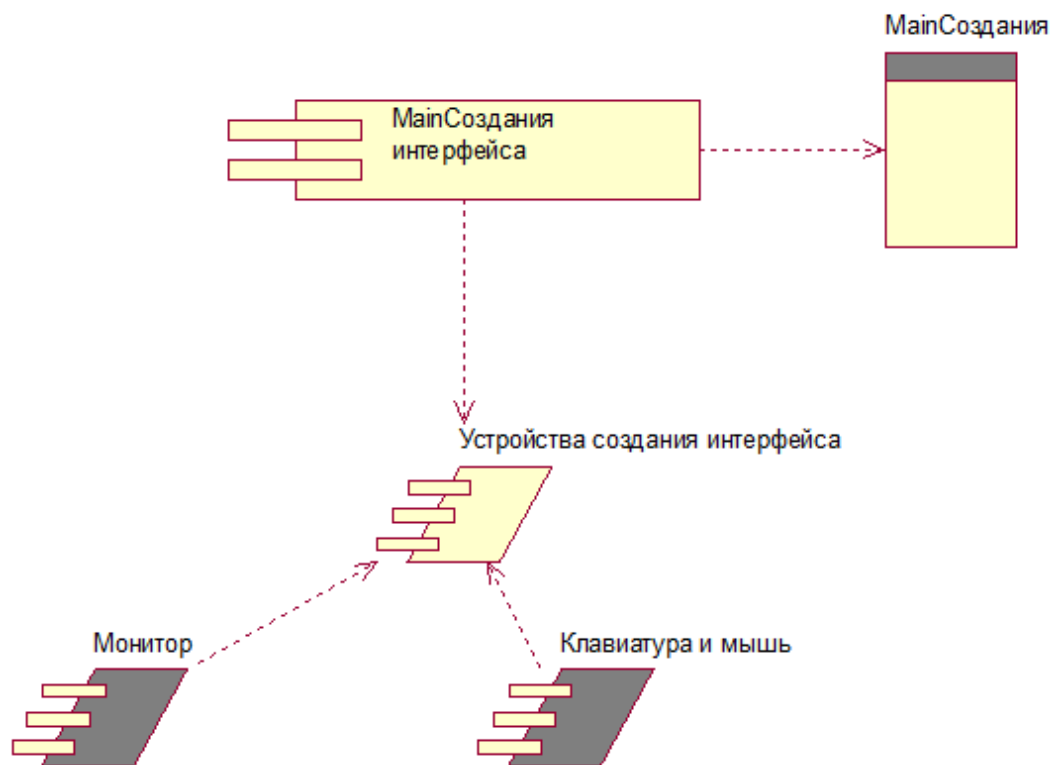 MainСоздания
MainСоздания
интерфейса
Устройства создания интерфейса
Монитор
Клавиатура и мышь